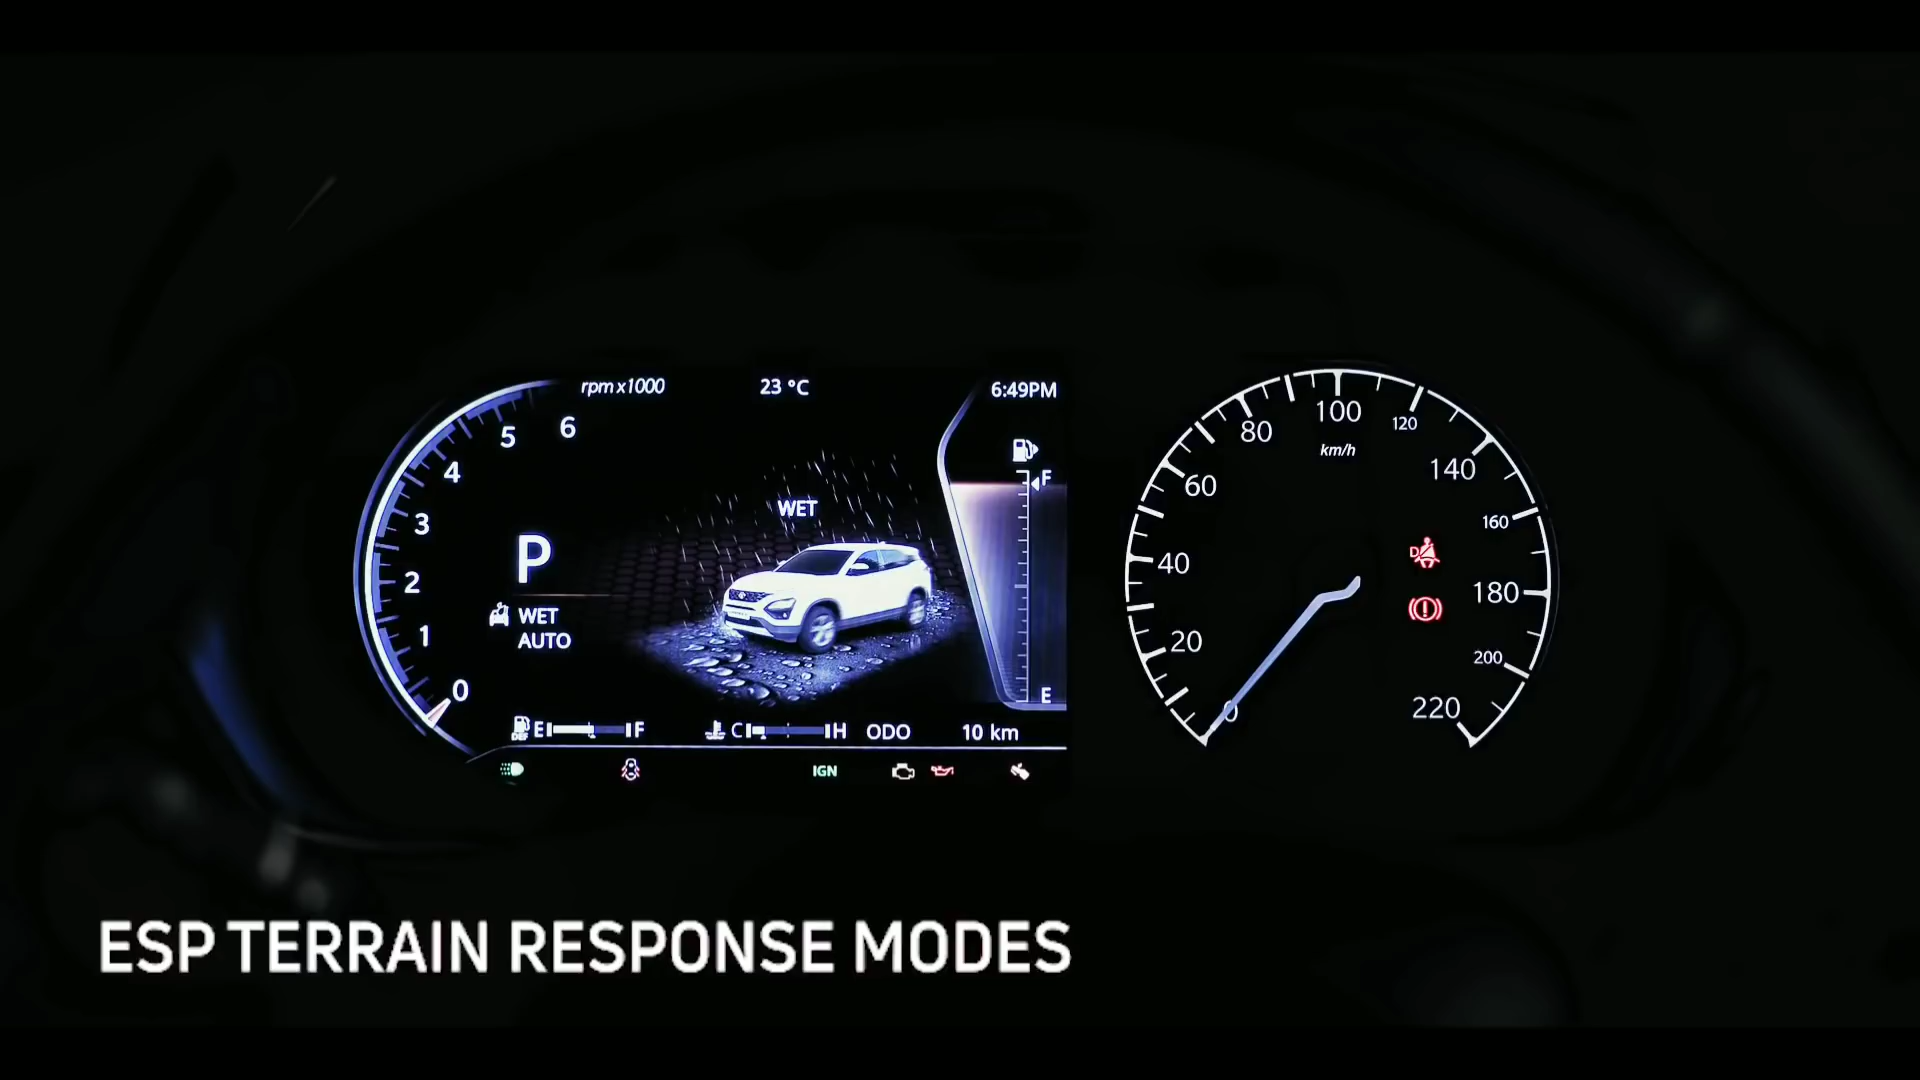 rpm x1000
23 °C
6:49PM
6
5
4
3
2
1
0
F
E
WET
P
WET
AUTO
DEF E F
C H
ODO 10 km
IGN
0
20
40
60
80
100
120
140
160
180
200
220
km/h
D
ESP TERRAIN RESPONSE MODES